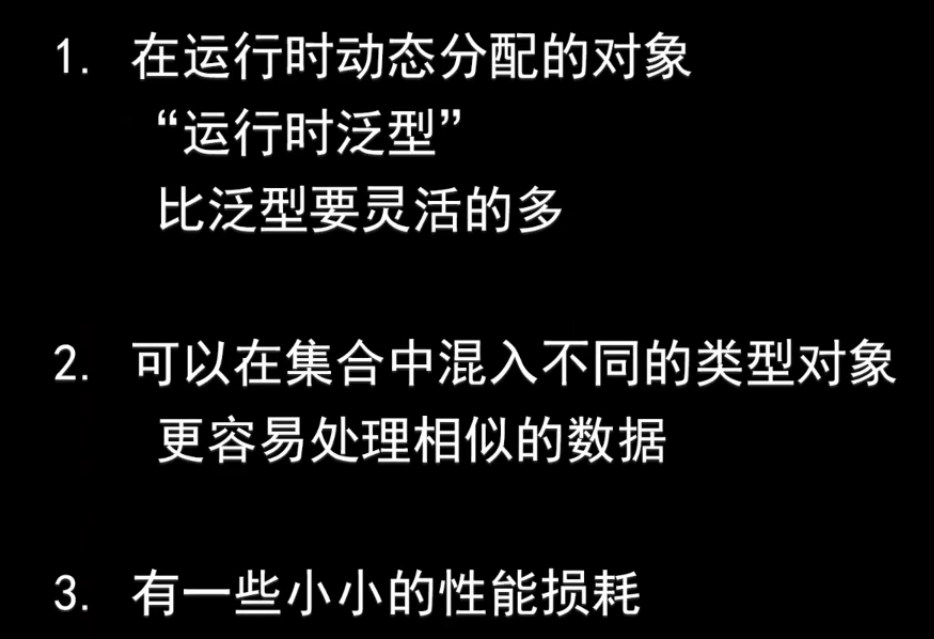 1. 在运行时动态分配的对象
“运行时泛型”
比泛型要灵活的多
2. 可以在集合中混入不同的类型对象
更容易处理相似的数据
3. 有一些小小的性能损耗